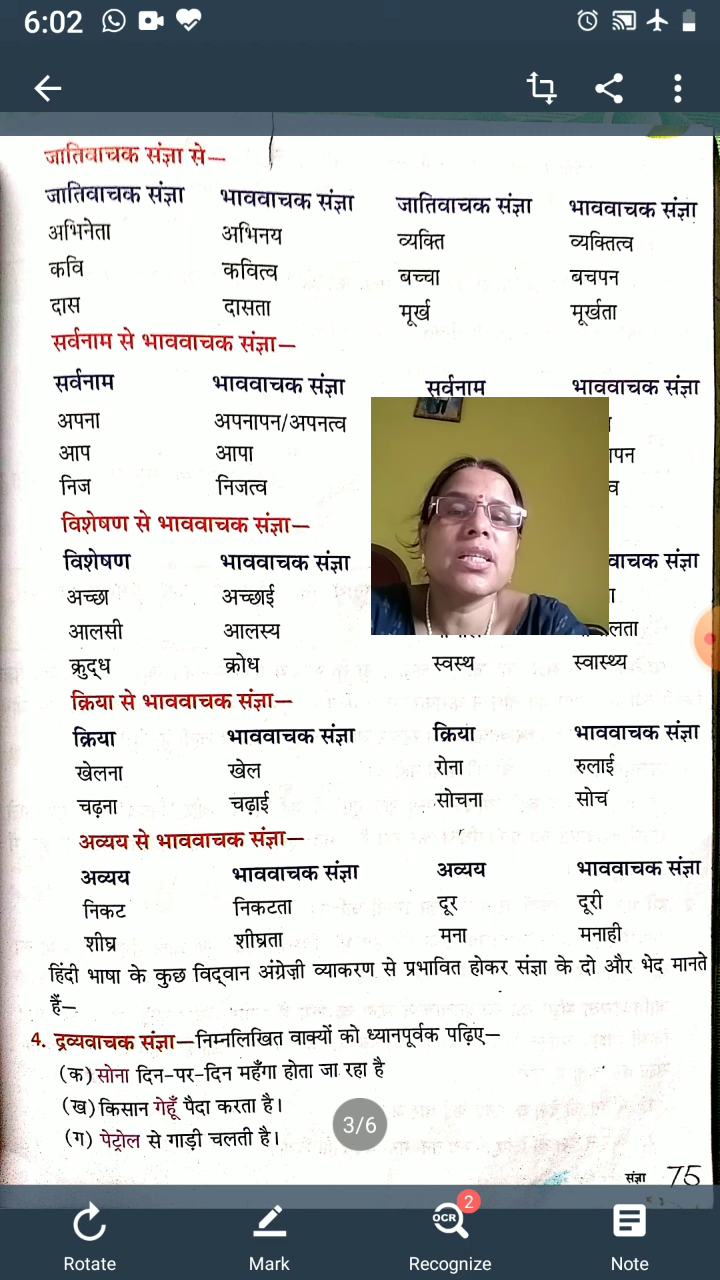 6:02
जातिवाचक संज्ञा से—
जातिवाचक संज्ञा भाववाचक संज्ञा जातिवाचक संज्ञा भाववाचक संज्ञा
अभिनेता अभिनय व्यक्ति व्यक्तित्व
कवि कवित्व बच्चा बचपन
दास दासता मूर्ख मूर्खता
सर्वनाम से भाववाचक संज्ञा—
सर्वनाम भाववाचक संज्ञा सर्वनाम भाववाचक संज्ञा
अपना अपनापन/अपनत्व
आप आपा
निज निजत्व
विशेषण से भाववाचक संज्ञा—
विशेषण भाववाचक संज्ञा संज्ञा
अच्छा अच्छाई
आलसी आलस्य
क्रुद्ध क्रोध स्वस्थ स्वास्थ्य
क्रिया से भाववाचक संज्ञा—
क्रिया भाववाचक संज्ञा क्रिया भाववाचक संज्ञा
खेलना खेल रोना रुलाई
चढ़ना चढ़ाई सोचना सोच
अव्यय से भाववाचक संज्ञा—
अव्यय भाववाचक संज्ञा अव्यय भाववाचक संज्ञा
निकट निकटता दूर दूरी
शीघ्र शीघ्रता मना मनाही
हिंदी भाषा के कुछ विद्वान अंग्रेज़ी व्याकरण से प्रभावित होकर संज्ञा के दो और भेद मानते
हैं—
4. द्रव्यवाचक संज्ञा—निम्नलिखित वाक्यों को ध्यानपूर्वक पढ़िए—
(क) सोना दिन-पर-दिन महँगा होता जा रहा है
(ख) किसान गेहूँ पैदा करता है।
(ग) पेट्रोल से गाड़ी चलती है।
3/6
संज्ञा 75
OCR 2
Rotate Mark Recognize Note